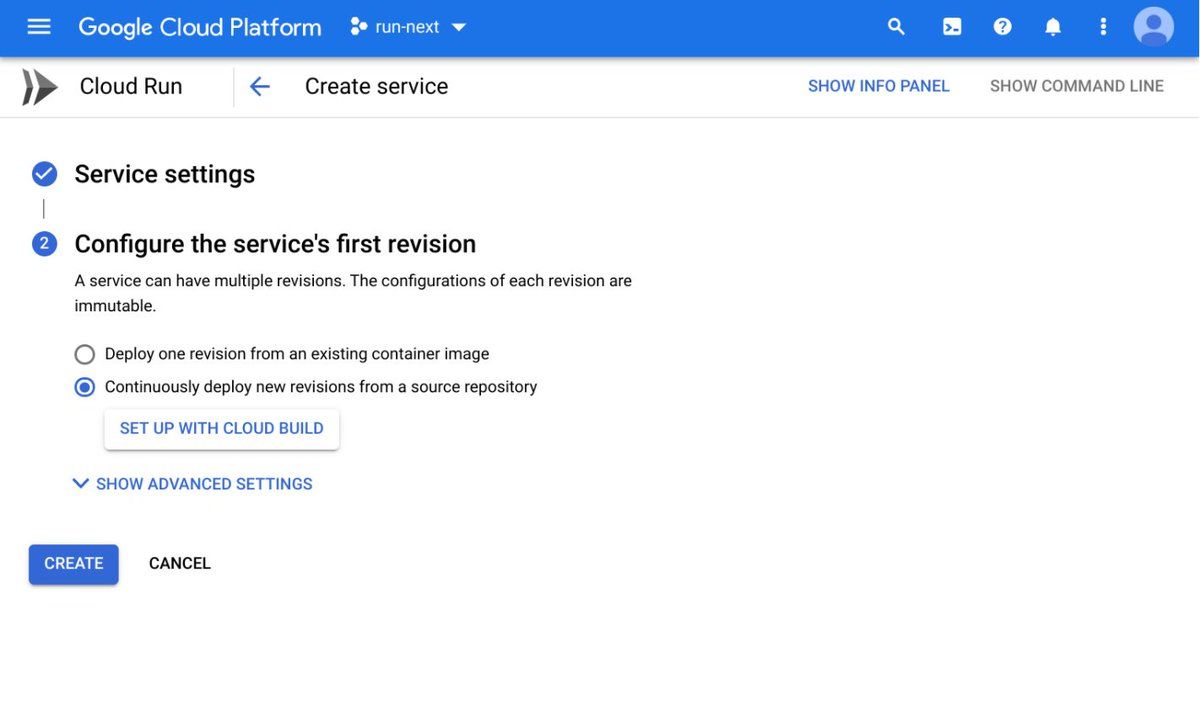 Google Cloud Platform
run-next
Cloud Run
Create service
SHOW INFO PANEL
SHOW COMMAND LINE
Service settings
2
Configure the service's first revision
A service can have multiple revisions. The configurations of each revision are
immutable.
Deploy one revision from an existing container image
Continuously deploy new revisions from a source repository
SET UP WITH CLOUD BUILD
SHOW ADVANCED SETTINGS
CREATE
CANCEL